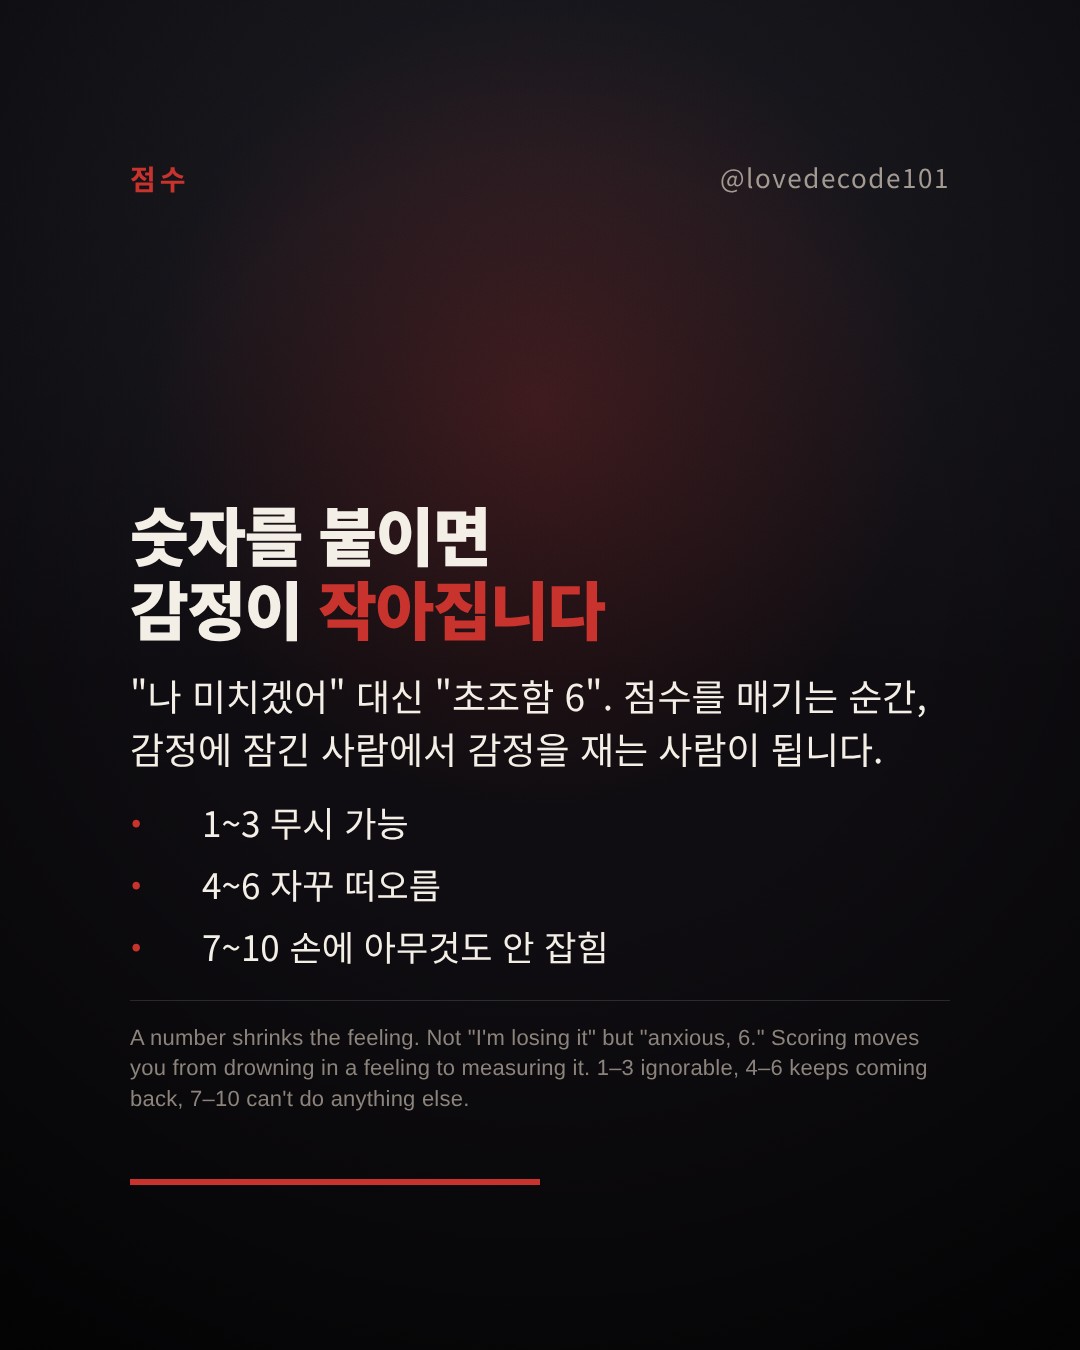 점수
@lovedecode101
숫자를 붙이면
감정이 작아집니다
"나 미치겠어" 대신 "초조함 6". 점수를 매기는 순간,
감정에 잠긴 사람에서 감정을 재는 사람이 됩니다.
• 1~3 무시 가능
• 4~6 자꾸 떠오름
• 7~10 손에 아무것도 안 잡힘
A number shrinks the feeling. Not "I'm losing it" but "anxious, 6." Scoring moves
you from drowning in a feeling to measuring it. 1–3 ignorable, 4–6 keeps coming
back, 7–10 can't do anything else.